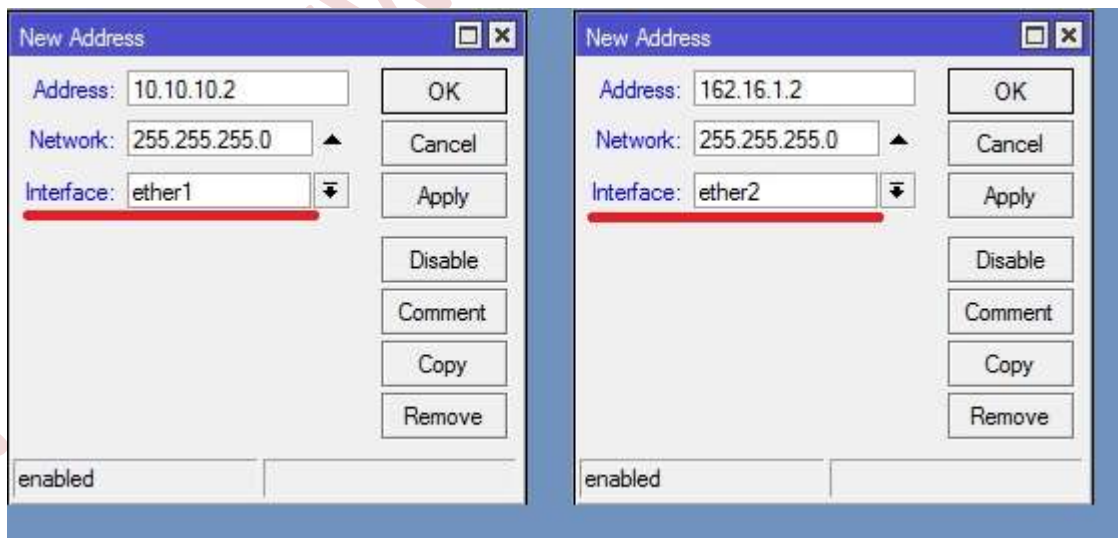 New Address
Address: 10.10.10.2 OK
Network: 255.255.255.0 Cancel
Interface: ether1 Apply
Disable
Comment
Copy
Remove
enabled
New Address
Address: 162.16.1.2 OK
Network: 255.255.255.0 Cancel
Interface: ether2 Apply
Disable
Comment
Copy
Remove
enabled